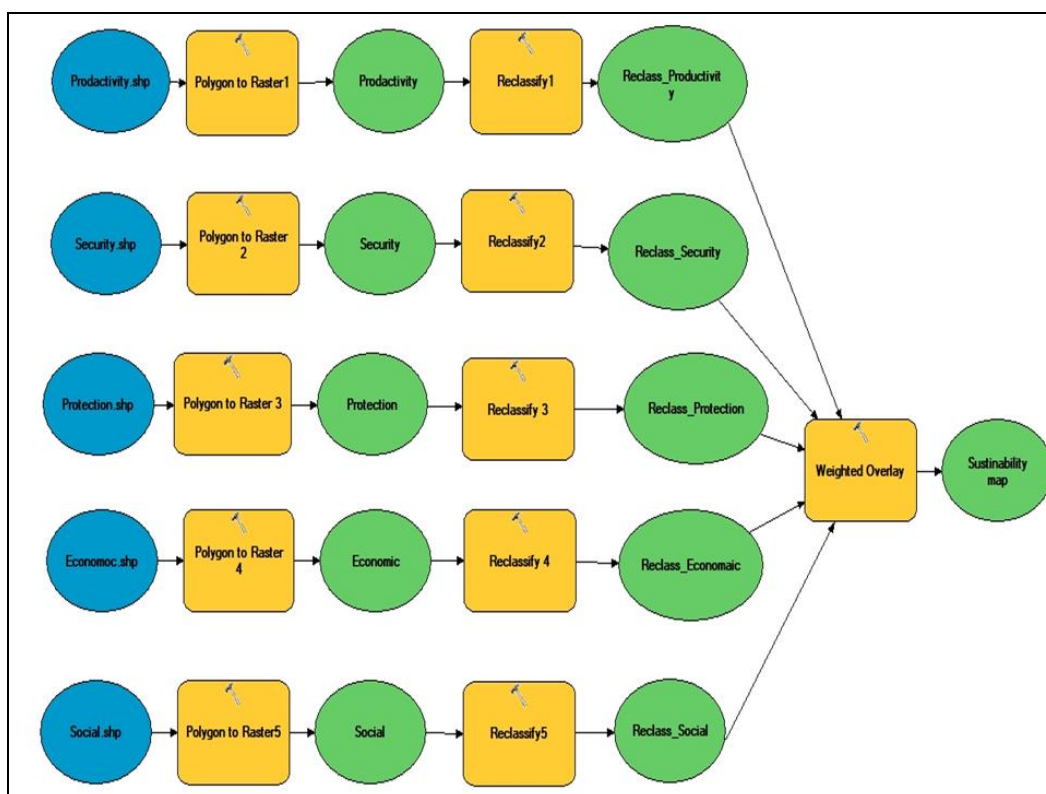 Prodactivity.shp
Polygon to Raster1
Prodactivity
Reclassify1
Reclass_Productivit
y
Security.shp
Polygon to Raster
2
Security
Reclassify2
Reclass_Security
Protection.shp
Polygon to Raster 3
Protection
Reclassify 3
Reclass_Protection
Weighted Overlay
Sustinability
map
Economoc.shp
Polygon to Raster
4
Economic
Reclassify 4
Reclass_Economaic
Social.shp
Polygon to Raster5
Social
Reclassify5
Reclass_Social